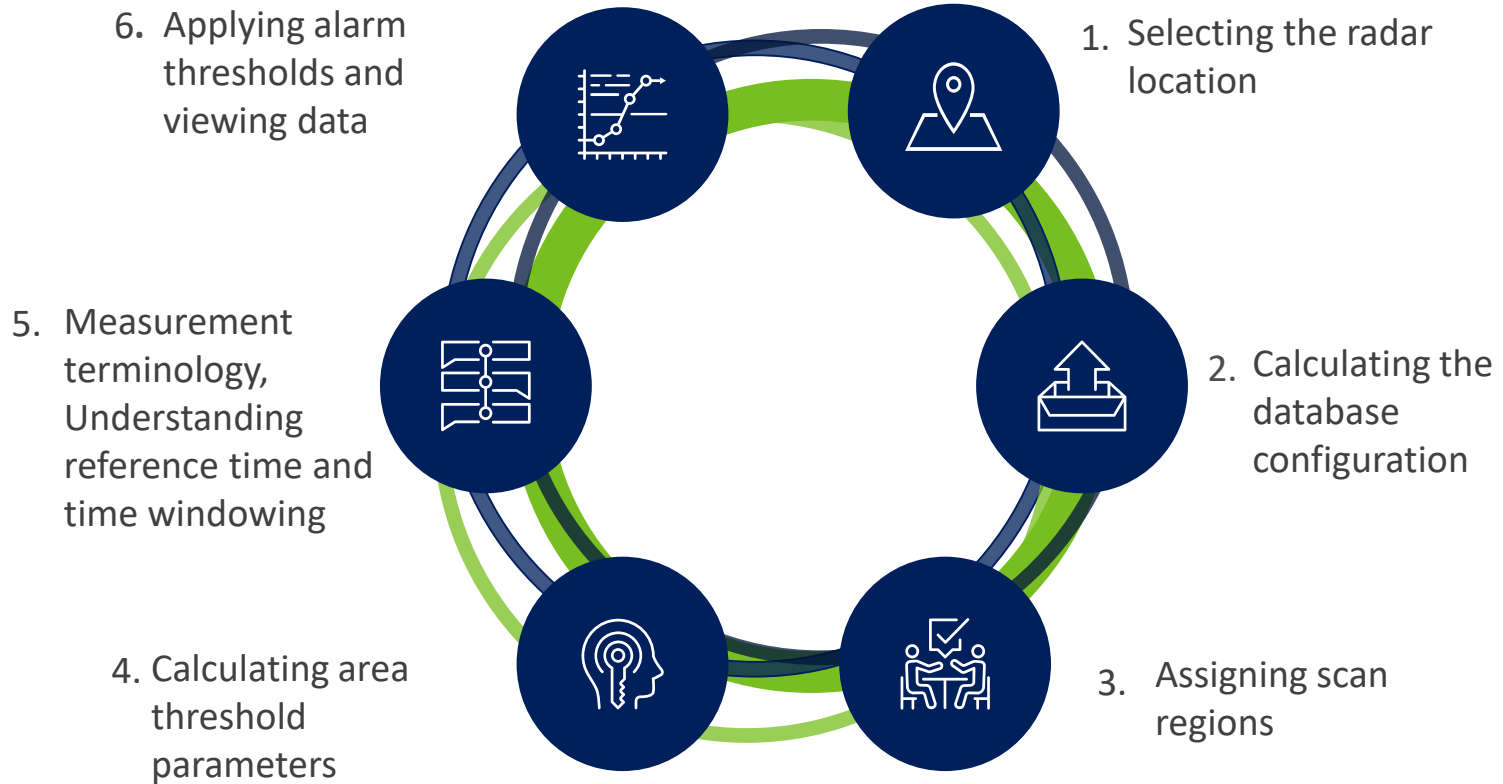 1. Selecting the radar
location
2. Calculating the
database
configuration
3. Assigning scan
regions
4. Calculating area
threshold
parameters
5. Measurement
terminology,
Understanding
reference time and
time windowing
6. Applying alarm
thresholds and
viewing data